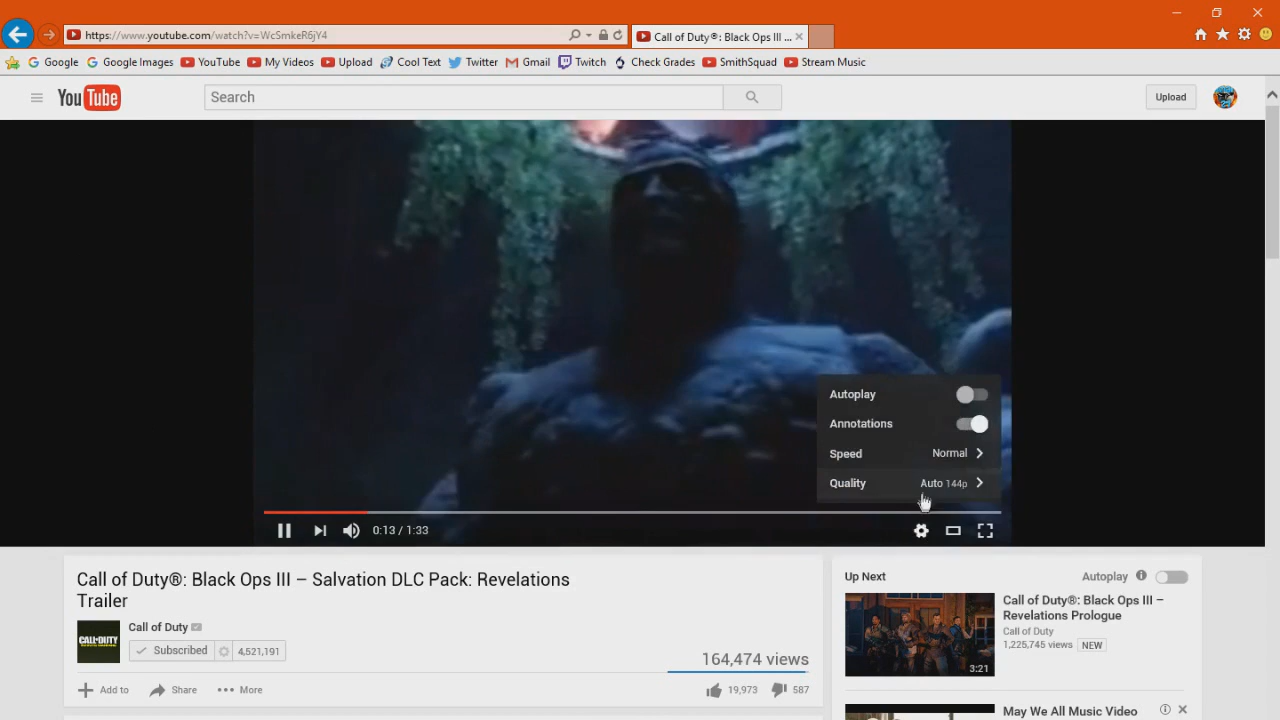 https://www.youtube.com/watch?v=WcSmkeR6jY4
Call of Duty®: Black Ops III ...
Google
Google Images
YouTube
My Videos
Upload
Cool Text
Twitter
Gmail
Twitch
Check Grades
SmithSquad
Stream Music
YouTube
Search
Upload
Autoplay
Annotations
Speed Normal
Quality Auto 144p
0:13 / 1:33
Call of Duty®: Black Ops III – Salvation DLC Pack: Revelations
Trailer
CALL OF DUTY
Call of Duty
Subscribed 4,521,191
164,474 views
Add to Share More
19,973 587
Up Next Autoplay
Call of Duty®: Black Ops III –
Revelations Prologue
Call of Duty
1,225,745 views NEW
3:21
May We All Music Video